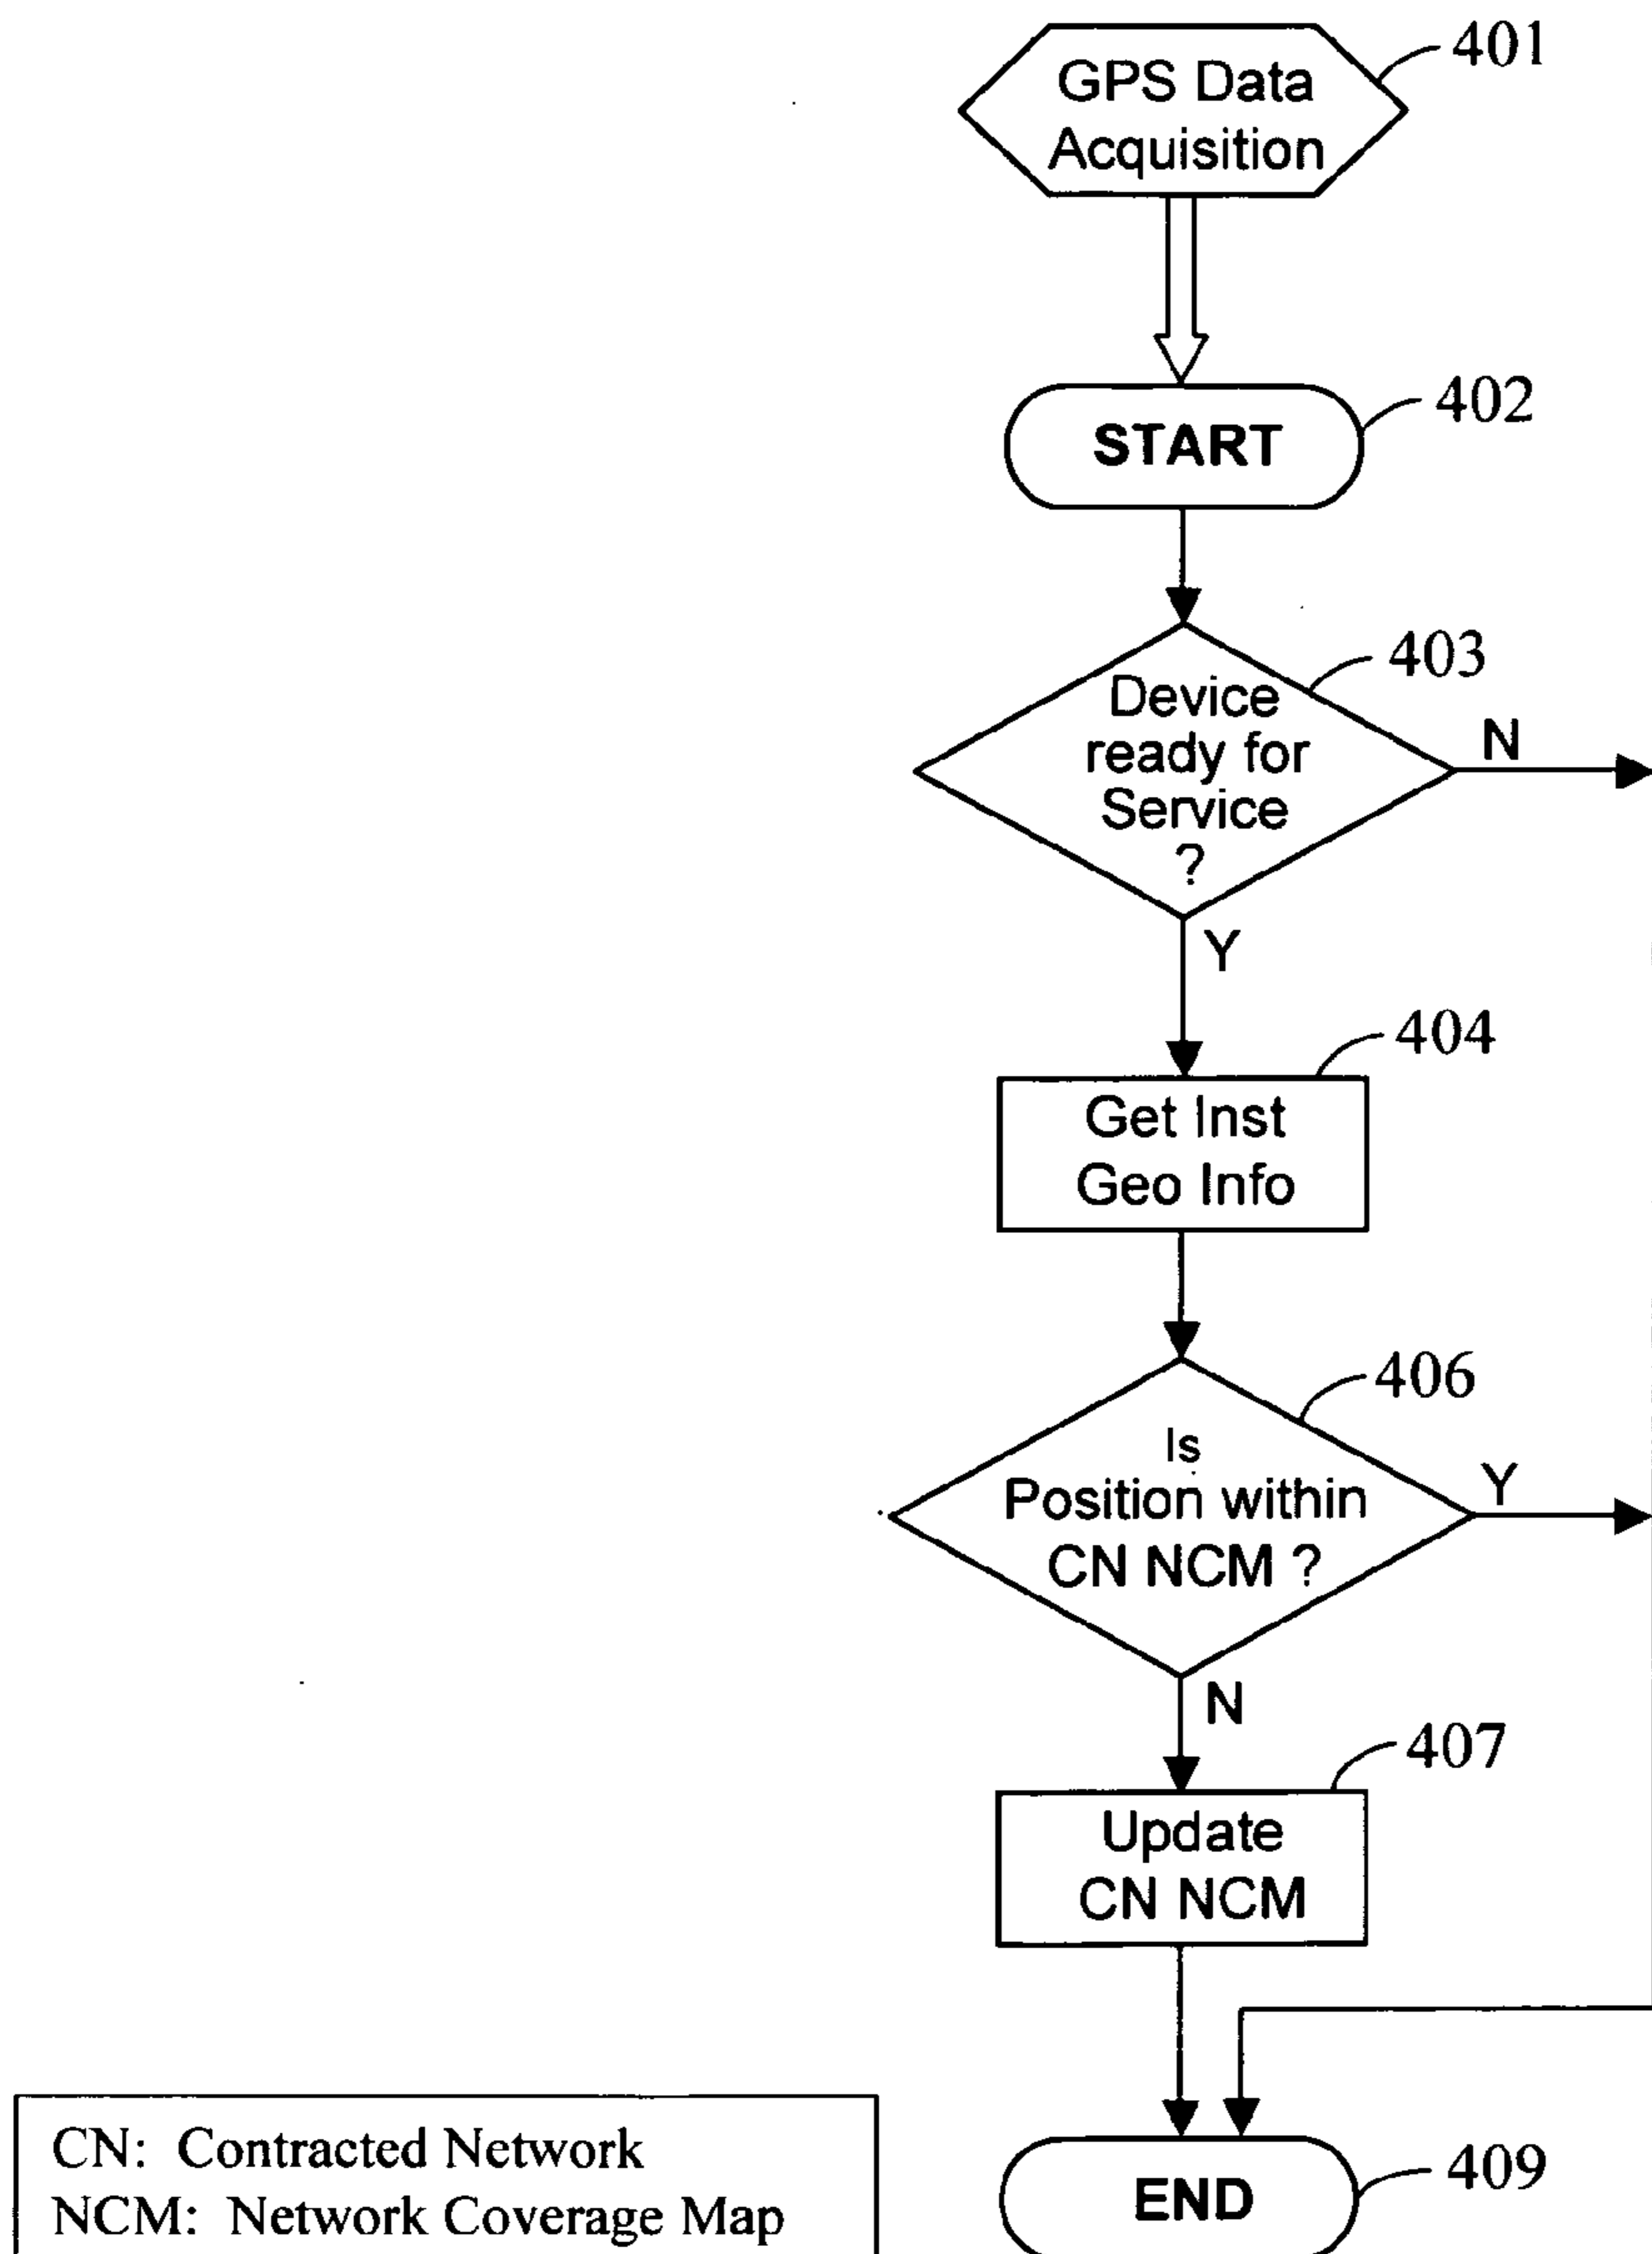 401
GPS Data
Acquisition
402
START
403
Device
ready for
Service
?
N
Y
404
Get Inst
Geo Info
406
Is
Position within
CN NCM ?
Y
N
407
Update
CN NCM
CN: Contracted Network
NCM: Network Coverage Map
409
END